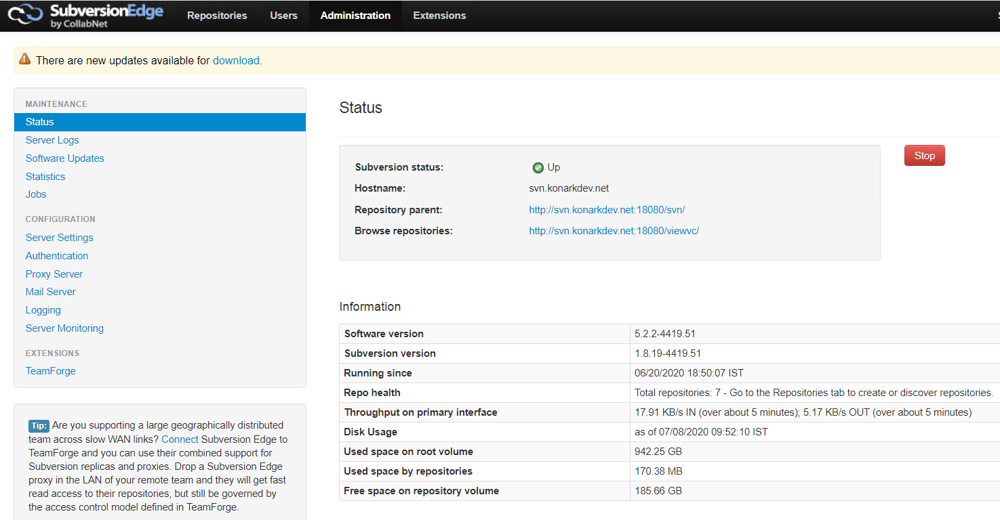 SubversionEdge
by CollabNet
Repositories Users Administration Extensions
There are new updates available for download.
MAINTENANCE
Status
Server Logs
Software Updates
Statistics
Jobs
CONFIGURATION
Server Settings
Authentication
Proxy Server
Mail Server
Logging
Server Monitoring
EXTENSIONS
TeamForge
Tip: Are you supporting a large geographically distributed
team across slow WAN links? Connect Subversion Edge to
TeamForge and you can use their combined support for
Subversion replicas and proxies. Drop a Subversion Edge
proxy in the LAN of your remote team and they will get fast
read access to their repositories, but still be governed by
the access control model defined in TeamForge.
Status
Subversion status: Up
Hostname: svn.konarkdev.net
Repository parent: http://svn.konarkdev.net:18080/svn/
Browse repositories: http://svn.konarkdev.net:18080/viewvc/
Stop
Information
Software version 5.2.2-4419.51
Subversion version 1.8.19-4419.51
Running since 06/20/2020 18:50:07 IST
Repo health Total repositories: 7 - Go to the Repositories tab to create or discover repositories.
Throughput on primary interface 17.91 KB/s IN (over about 5 minutes); 5.17 KB/s OUT (over about 5 minutes)
Disk Usage as of 07/08/2020 09:52:10 IST
Used space on root volume 942.25 GB
Used space by repositories 170.38 MB
Free space on repository volume 185.66 GB